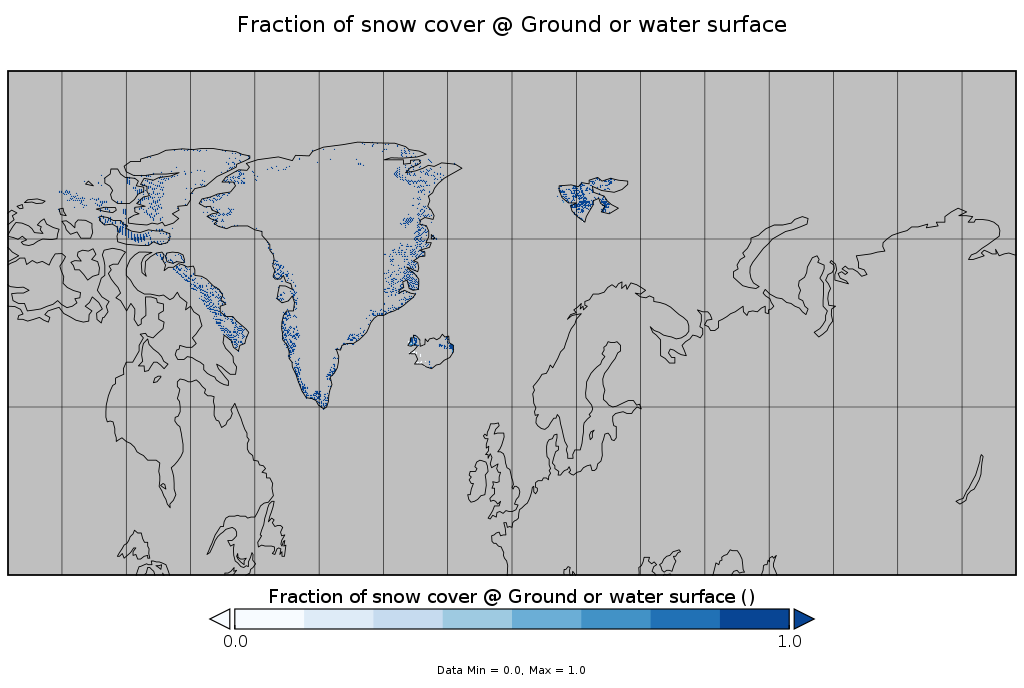 Fraction of snow cover @ Ground or water surface
Fraction of snow cover @ Ground or water surface ()
0.0 1.0
Data Min = 0.0, Max = 1.0